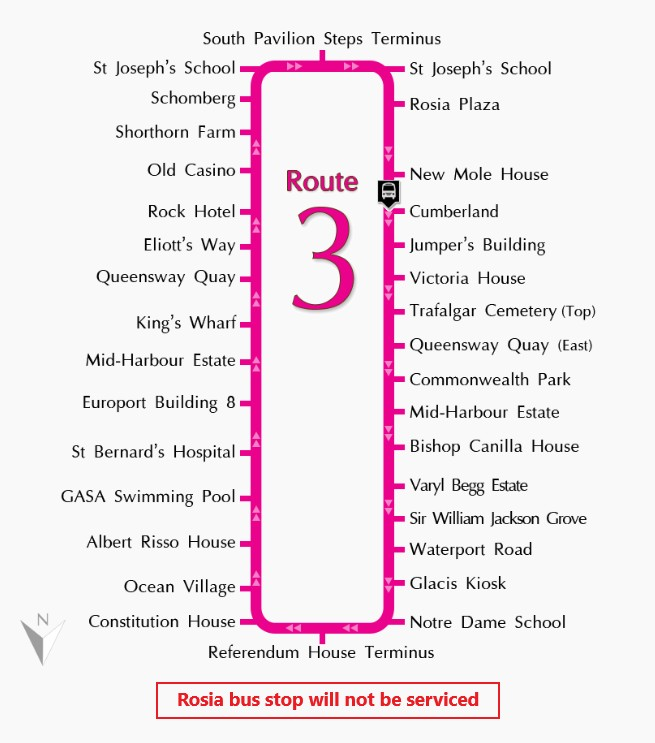 South Pavilion Steps Terminus
St Joseph's School
Schomberg
Shorthorn Farm
Old Casino
Rock Hotel
Eliott's Way
Queensway Quay
King's Wharf
Mid-Harbour Estate
Europort Building 8
St Bernard's Hospital
GASA Swimming Pool
Albert Risso House
Ocean Village
Constitution House
Route
3
St Joseph's School
Rosia Plaza
New Mole House
Cumberland
Jumper's Building
Victoria House
Trafalgar Cemetery (Top)
Queensway Quay (East)
Commonwealth Park
Mid-Harbour Estate
Bishop Canilla House
Varyl Begg Estate
Sir William Jackson Grove
Waterport Road
Glacis Kiosk
Notre Dame School
N
Referendum House Terminus
Rosia bus stop will not be serviced